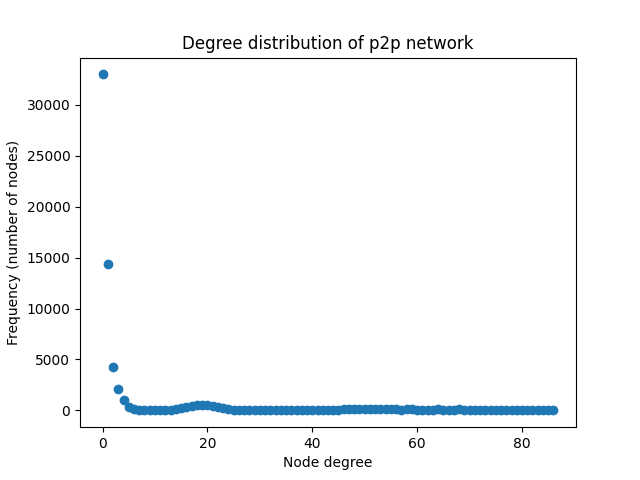 Degree distribution of p2p network
Frequency (number of nodes)
30000
25000
20000
15000
10000
5000
0
0 20 40 60 80
Node degree